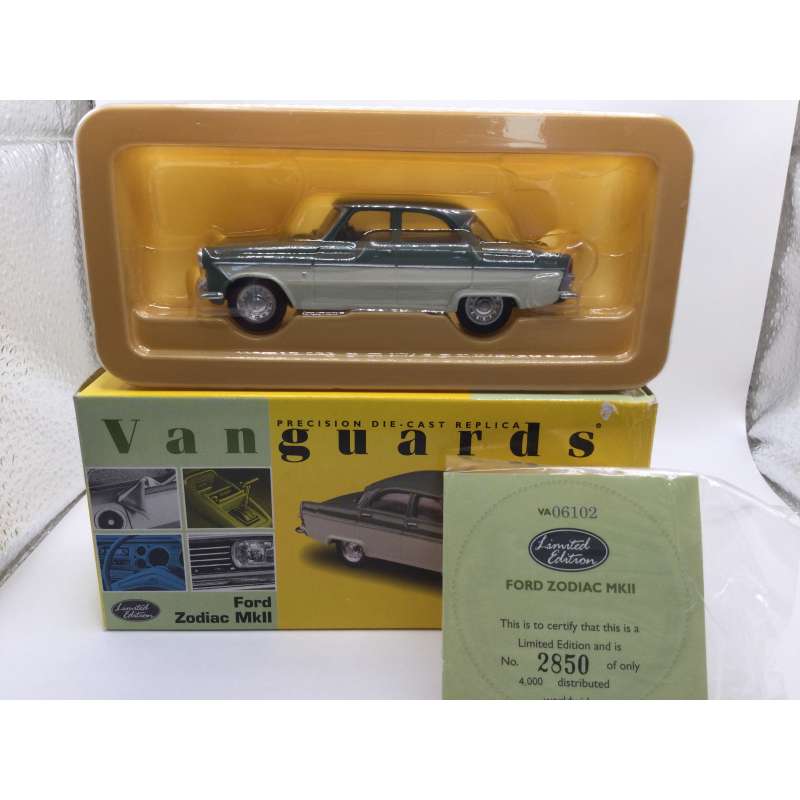 Vanguards®
PRECISION DIE-CAST REPLICA
Limited
Edition
Ford
Zodiac MkII
VA06102
Limited
Edition
FORD ZODIAC MKII
This is to certify that this is a
Limited Edition and is
No. 2850 of only
4,000 distributed